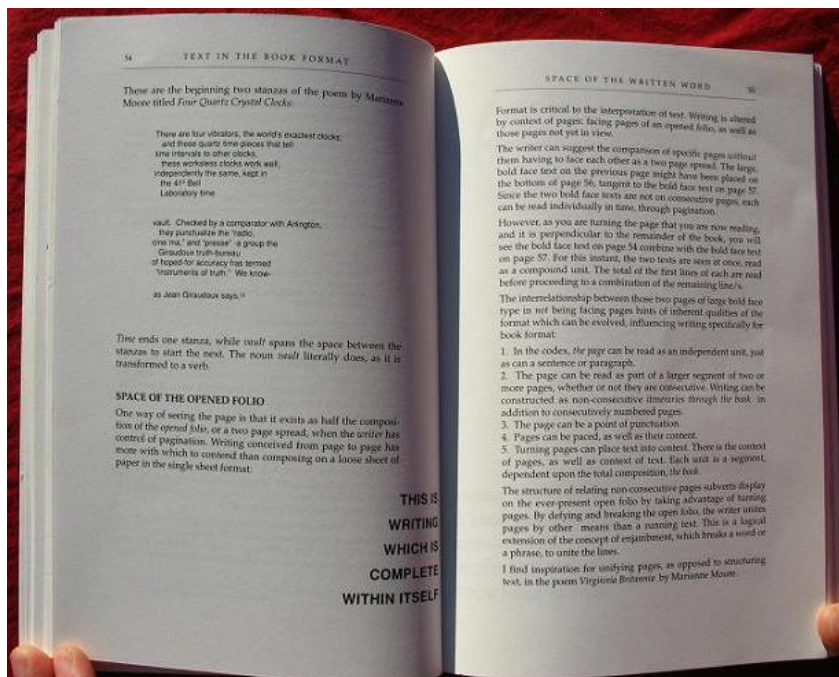 54 TEXT IN THE BOOK FORMAT
These are the beginning two stanzas of the poem by Marianne
Moore titled Four Quartz Crystal Clocks:
There are four vibrators, the world's exactest clocks;
and these quartz time-pieces that tell
time intervals to other clocks,
these worksless clocks work well;
independently the same, kept in
the 41° Bell
Laboratory time
vault. Checked by a comparator with Arlington,
they punctualize the "radio,
cine ma," and "presse" -a group the
Giraudoux truth-bureau
of hoped-for accuracy has termed
"instruments of truth." We know-
as Jean Giraudoux says,
Time ends one stanza, while vault spans the space between the
stanzas to start the next. The noun vault literally does, as it is
transformed to a verb.
SPACE OF THE OPENED FOLIO
One way of seeing the page is that it exists as half the composi-
tion of the opened folio, or a two page spread, when the writer has
control of pagination. Writing conceived from page to page has
more with which to contend than composing on a loose sheet of
paper in the single sheet format:
THIS IS
WRITING
WHICH IS
COMPLETE
WITHIN ITSELF
SPACE OF THE WRITTEN WORD 55
Format is critical to the interpretation of text. Writing is altered
by context of pages: facing pages of an opened folio, as well as
those pages not yet in view.
The writer can suggest the comparison of specific pages without
them having to face each other as a two page spread. The large,
bold face text on the previous page might have been placed on
the bottom of page 56, tangent to the bold face text on page 57.
Since the two bold face texts are not on consecutive pages, each
can be read individually in time, through pagination.
However, as you are turning the page that you are now reading,
and it is perpendicular to the remainder of the book, you will
see the bold face text on page 54 combine with the bold face text
on page 57. For this instant, the two texts are seen at once, read
as a compound unit. The total of the first lines of each are read
before proceeding to a combination of the remaining line/s.
The interrelationship between those two pages of large bold face
type in not being facing pages hints of inherent qualities of the
format which can be evolved, influencing writing specifically for
book format:
1. In the codex, the page can be read as an independent unit, just
as can a sentence or paragraph.
2. The page can be read as part of a larger segment of two or
more pages, whether or not they are consecutive. Writing can be
constructed as non-consecutive itineraries through the book in
addition to consecutively numbered pages.
3. The page can be a point of punctuation.
4. Pages can be paced, as well as their content.
5. Turning pages can place text into context. There is the context
of pages, as well as context of text. Each unit is a segment,
dependent upon the total composition, the book.
The structure of relating non-consecutive pages subverts display
on the ever-present open folio by taking advantage of turning
pages. By defying and breaking the open folio, the writer unites
pages by other means than a running text. This is a logical
extension of the concept of enjambment, which breaks a word or
a phrase, to unite the lines.
I find inspiration for unifying pages, as opposed to structuring
text, in the poem Virginia Britannia by Marianne Moore.